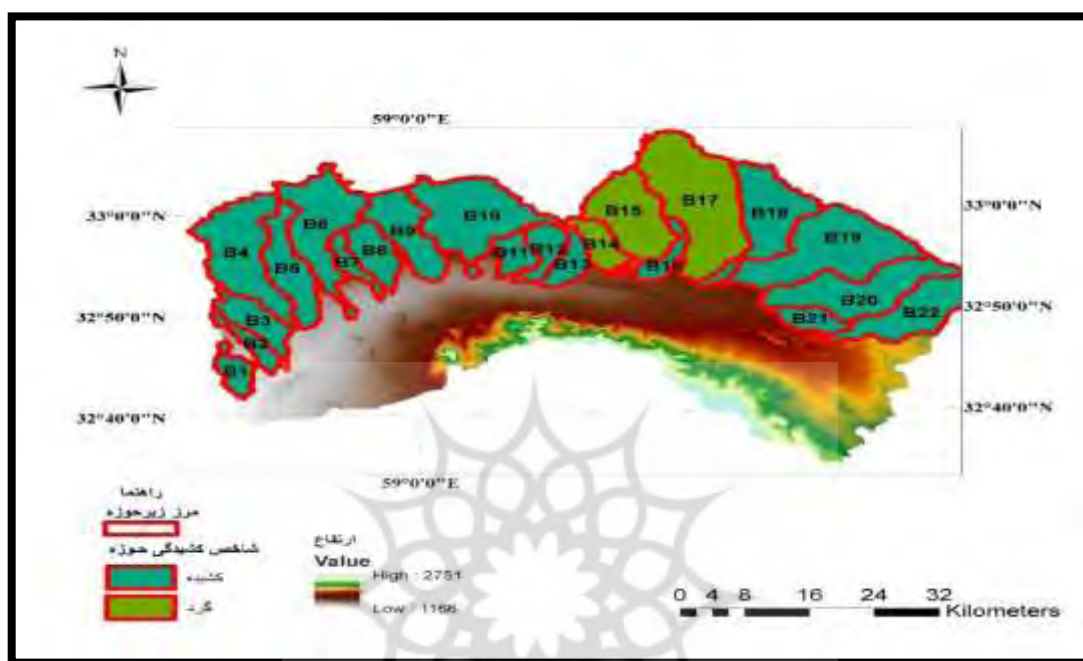 N
59°0'0"E
33°0'0"N
33°0'0"N
B17
B15
B18
B10
B6
B9
B4
B14
B19
B12
B11
B8
B7
B5
B13
B16
32°50'0"N
32°50'0"N
B20
B22
B3
B21
B2
B1
32°40'0"N
32°40'0"N
59°0'0"E
راهنما
مرز زیرحوزه
شاخص کشیدگی حوزه
کشیده
گرد
ارتفاع
Value
High : 2751
Low : 1166
0 4 8 16 24 32
Kilometers